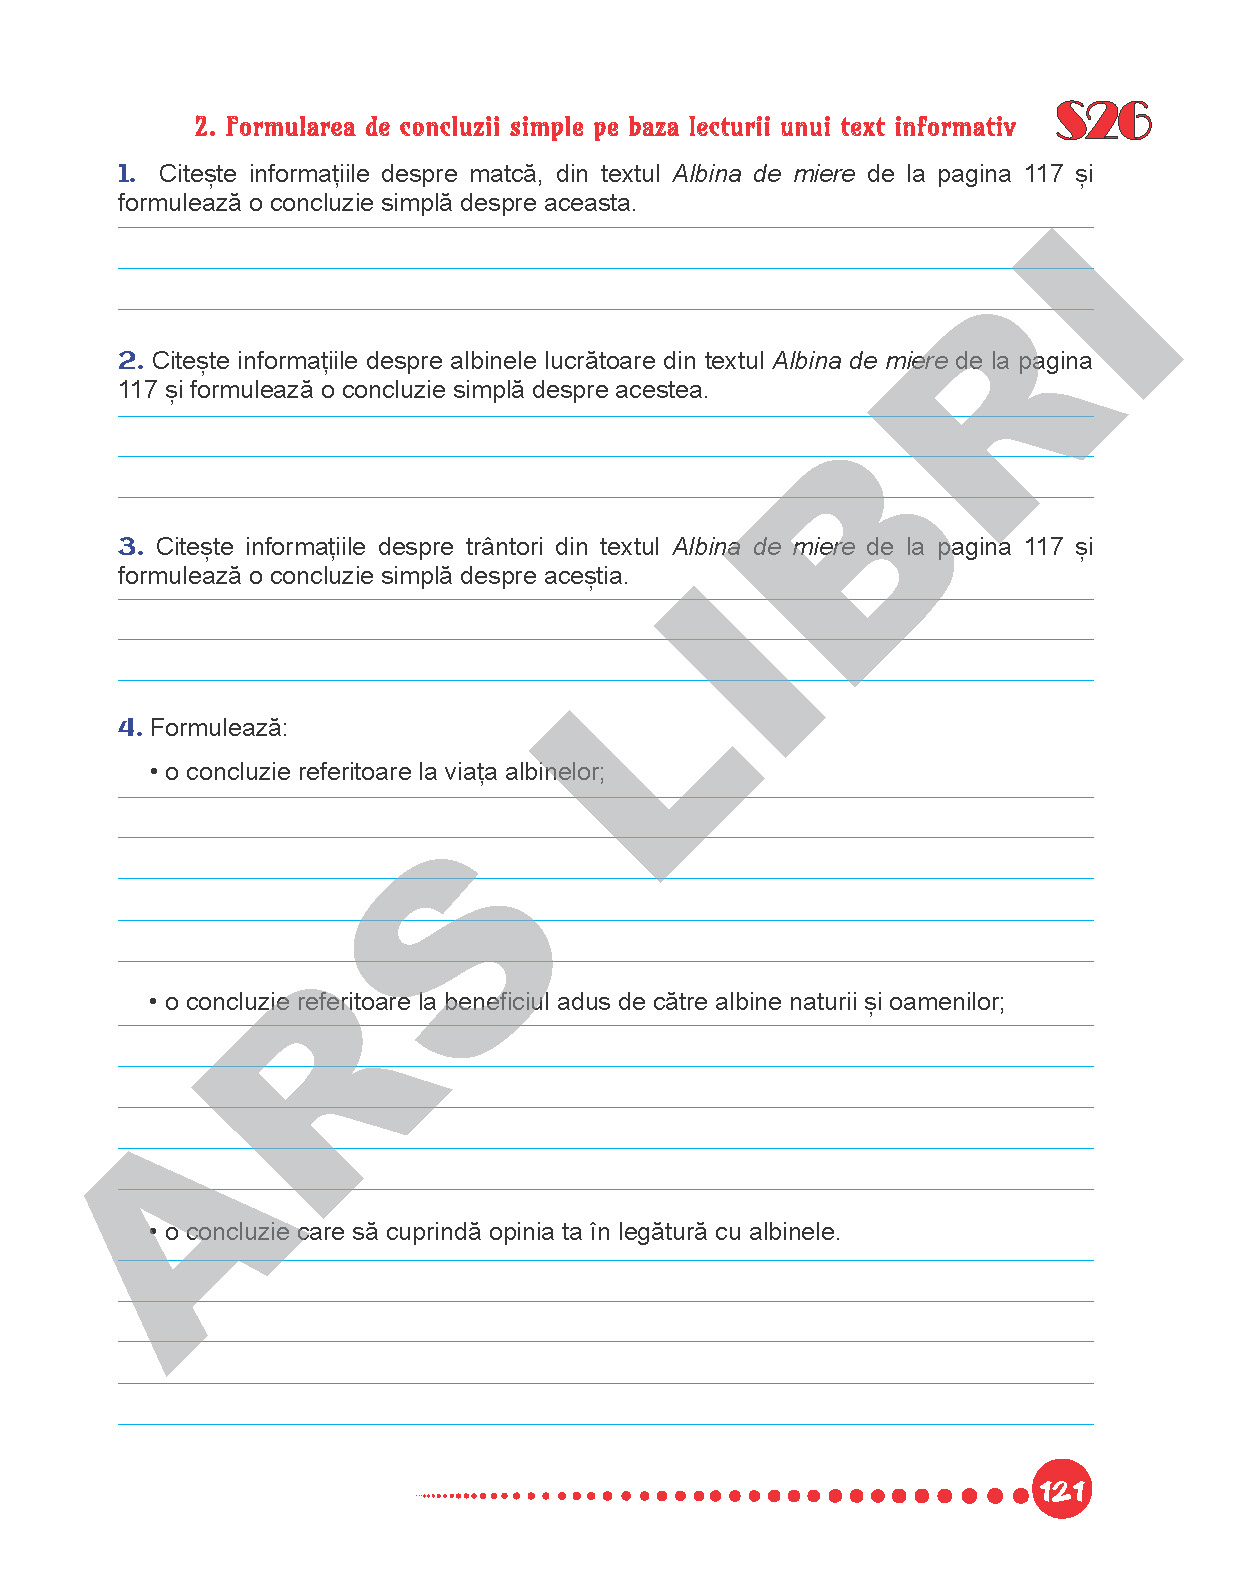 2. Formularea de concluzii simple pe baza lecturii unui text informativ
S26
1. Citește informațiile despre matcă, din textul Albina de miere de la pagina 117 și
formulează o concluzie simplă despre aceasta.
2. Citește informațiile despre albinele lucrătoare din textul Albina de miere de la pagina
117 și formulează o concluzie simplă despre acestea.
3. Citește informațiile despre trântori din textul Albina de miere de la pagina 117 și
formulează o concluzie simplă despre aceștia.
4. Formulează:
• o concluzie referitoare la viața albinelor;
• o concluzie referitoare la beneficiul adus de către albine naturii și oamenilor;
• o concluzie care să cuprindă opinia ta în legătură cu albinele.
121
ARS LIBRI